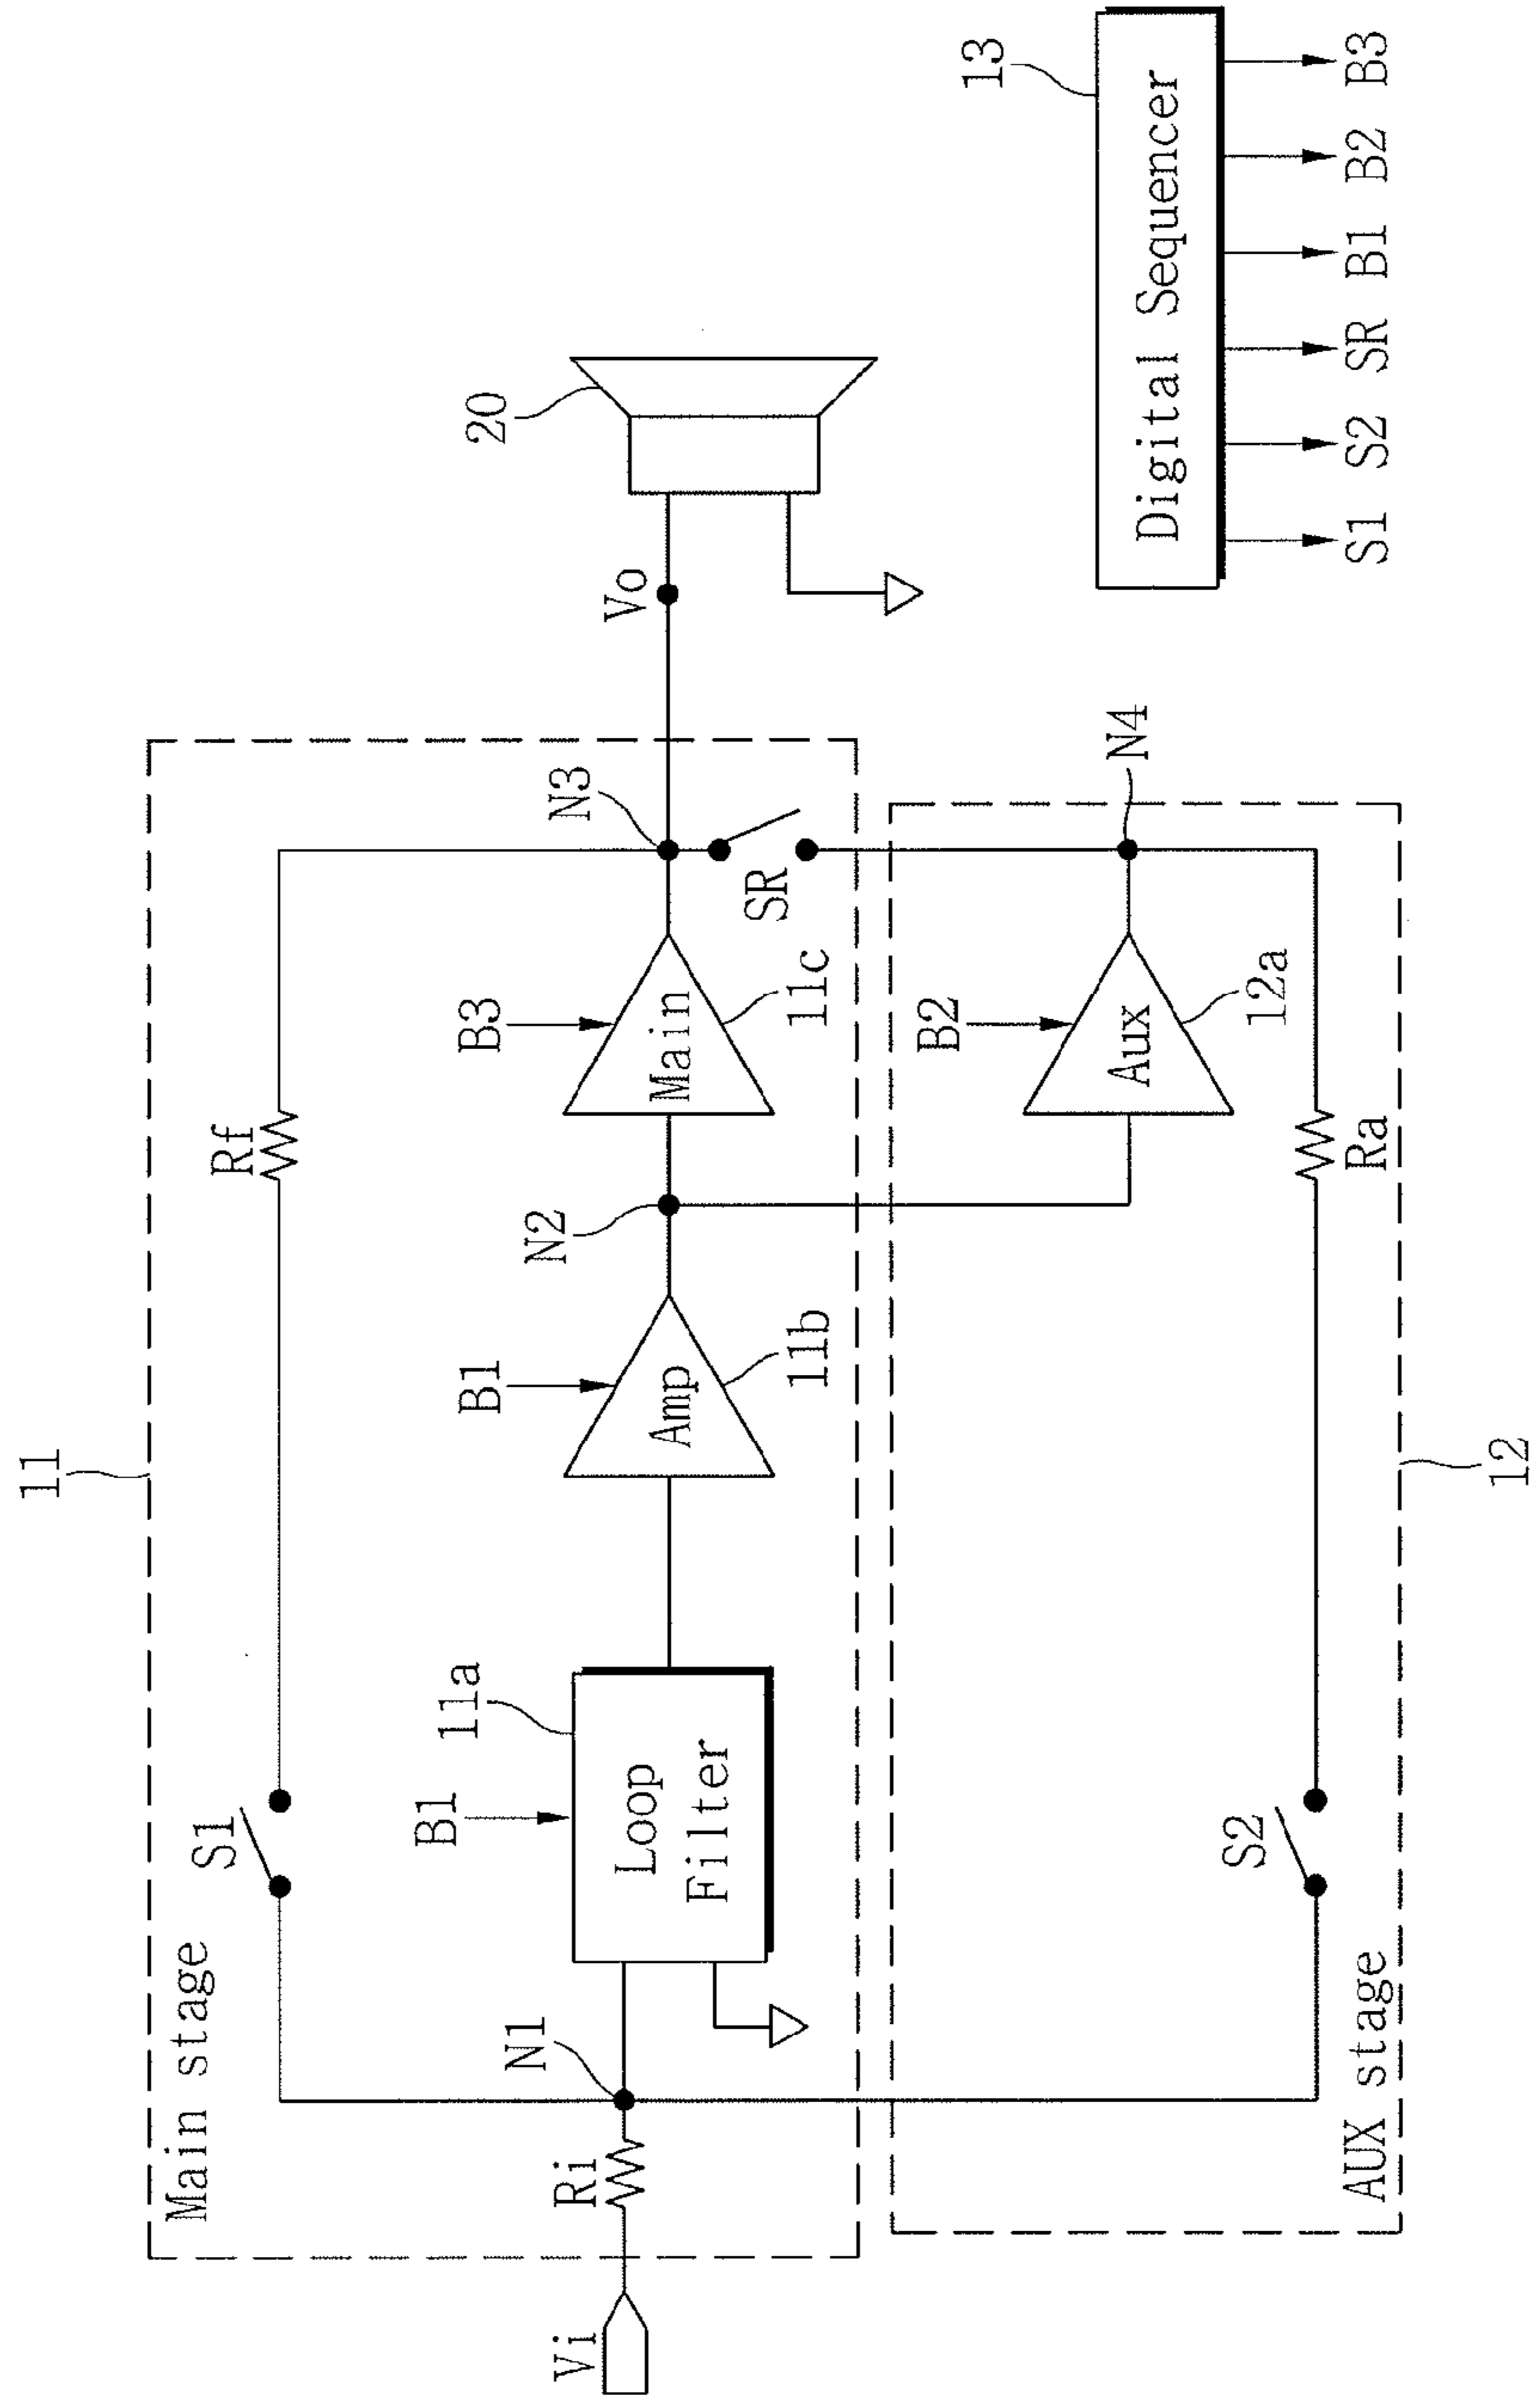 11
Main stage
S1
Rf
Vi
Ri
N1
B1
11a
Loop
Filter
B1
Amp
11b
N2
B3
Main
11c
N3
SR
Vo
20
AUX stage
S2
Ra
B2
Aux
12a
N4
12
13
Digital Sequencer
S1
S2
SR
B1
B2
B3